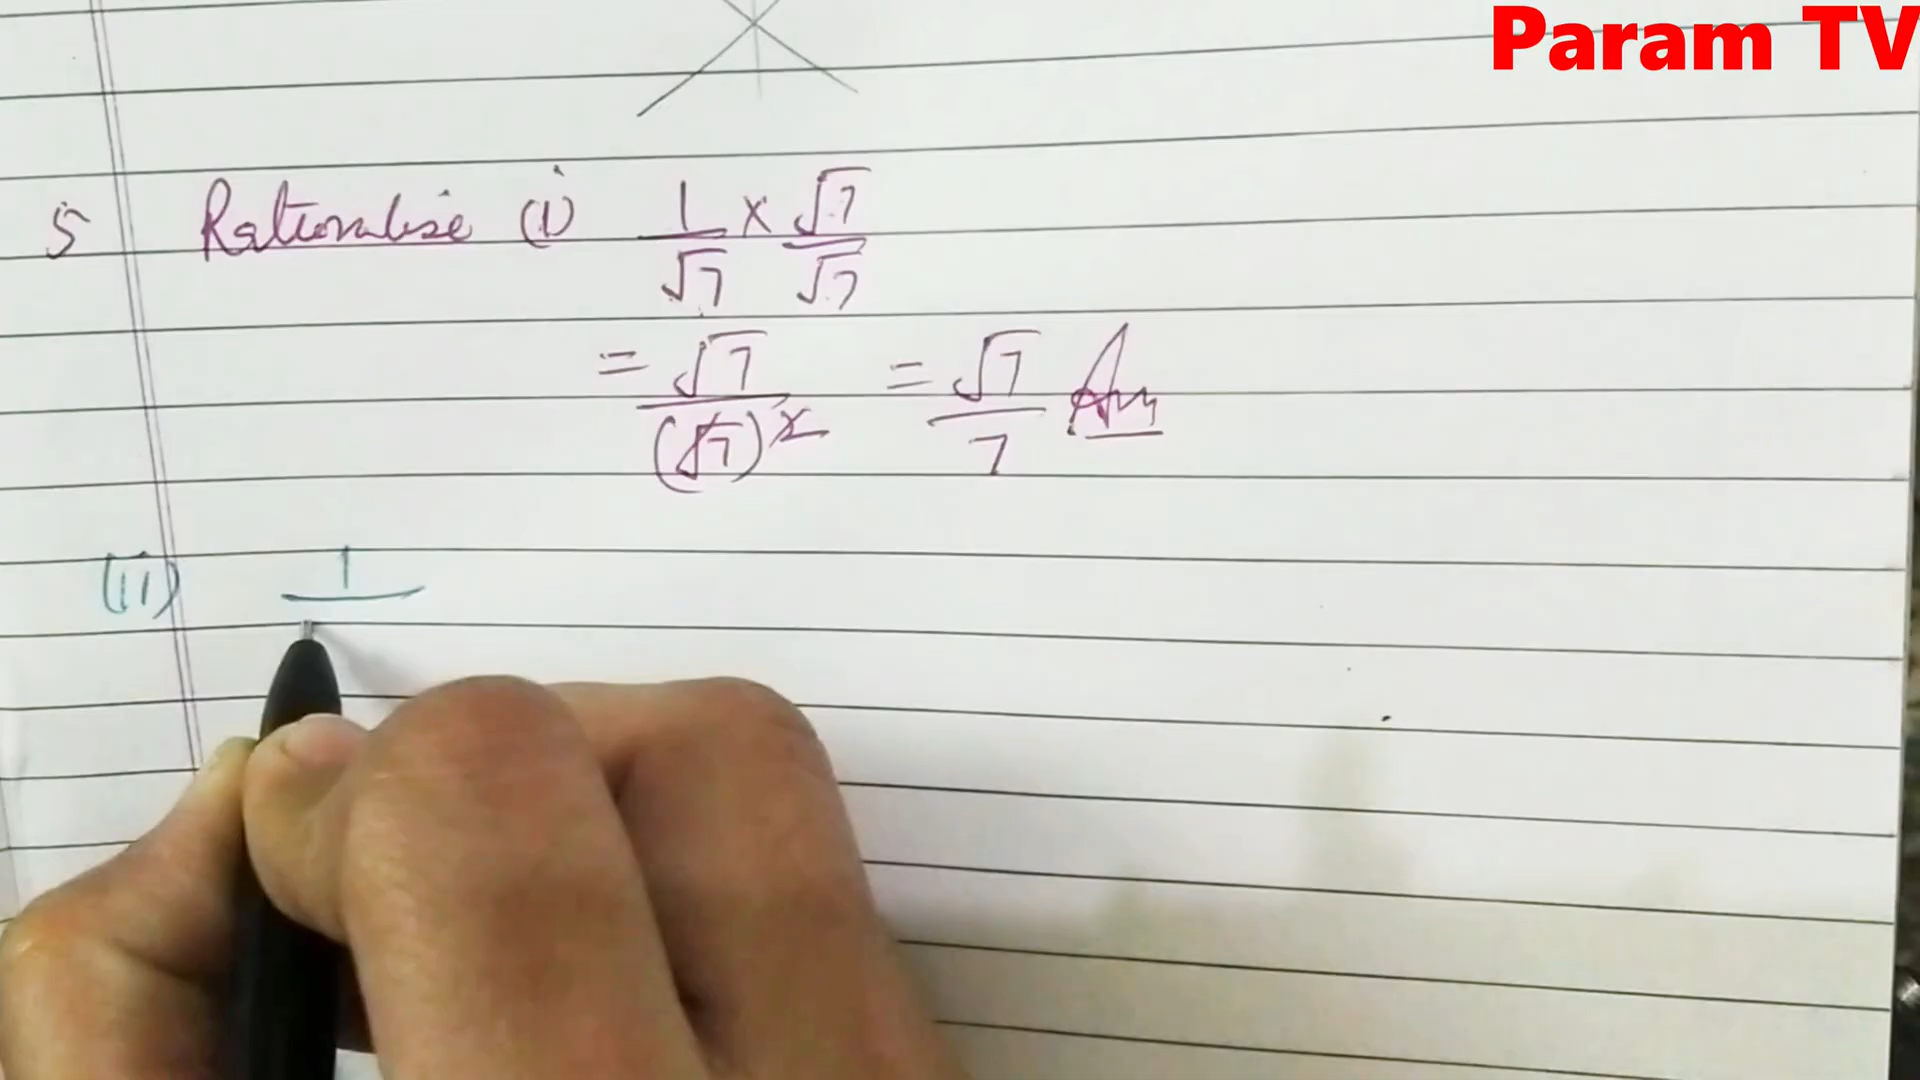 Param TV
5 Rationalise (i) 1/√7 × √7/√7
= √7/(√7)² = √7/7 Ans
(ii) 1/